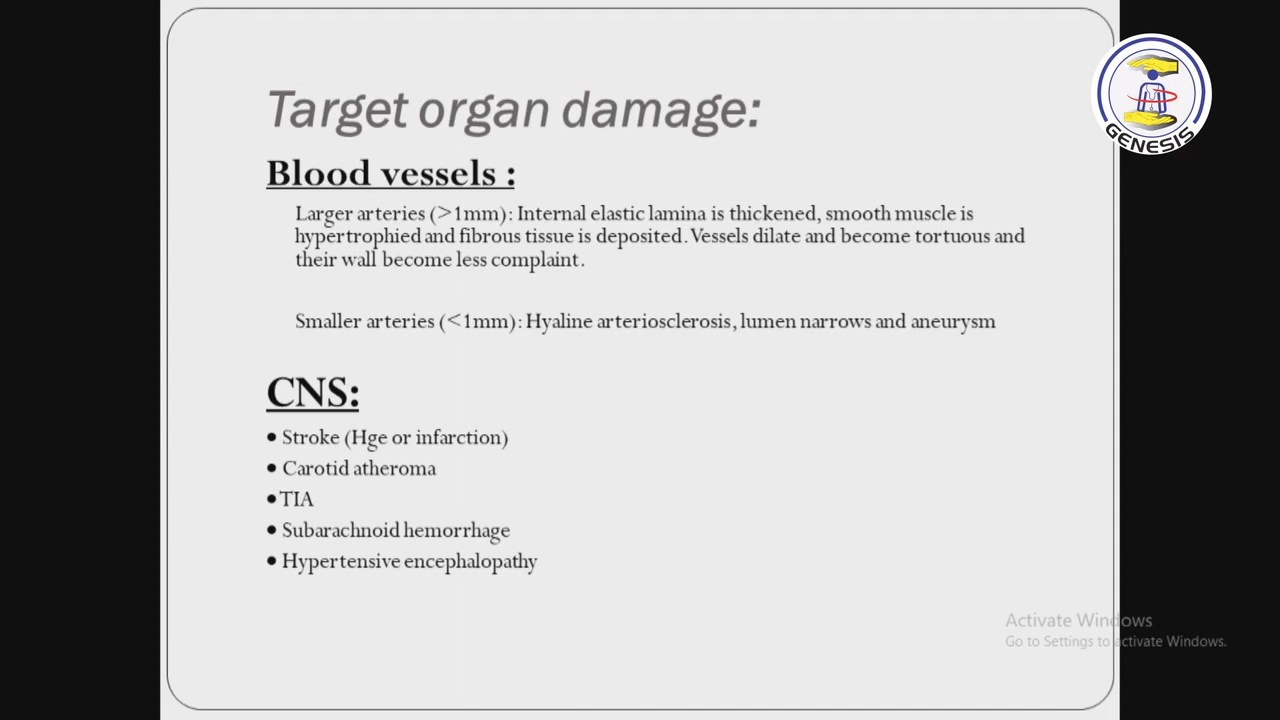 Target organ damage:
GENESIS
Blood vessels :
Larger arteries (>1mm): Internal elastic lamina is thickened, smooth muscle is
hypertrophied and fibrous tissue is deposited. Vessels dilate and become tortuous and
their wall become less complaint.
Smaller arteries (<1mm): Hyaline arteriosclerosis, lumen narrows and aneurysm
CNS:
• Stroke (Hge or infarction)
• Carotid atheroma
• TIA
• Subarachnoid hemorrhage
• Hypertensive encephalopathy
Activate Windows
Go to Settings to activate Windows.